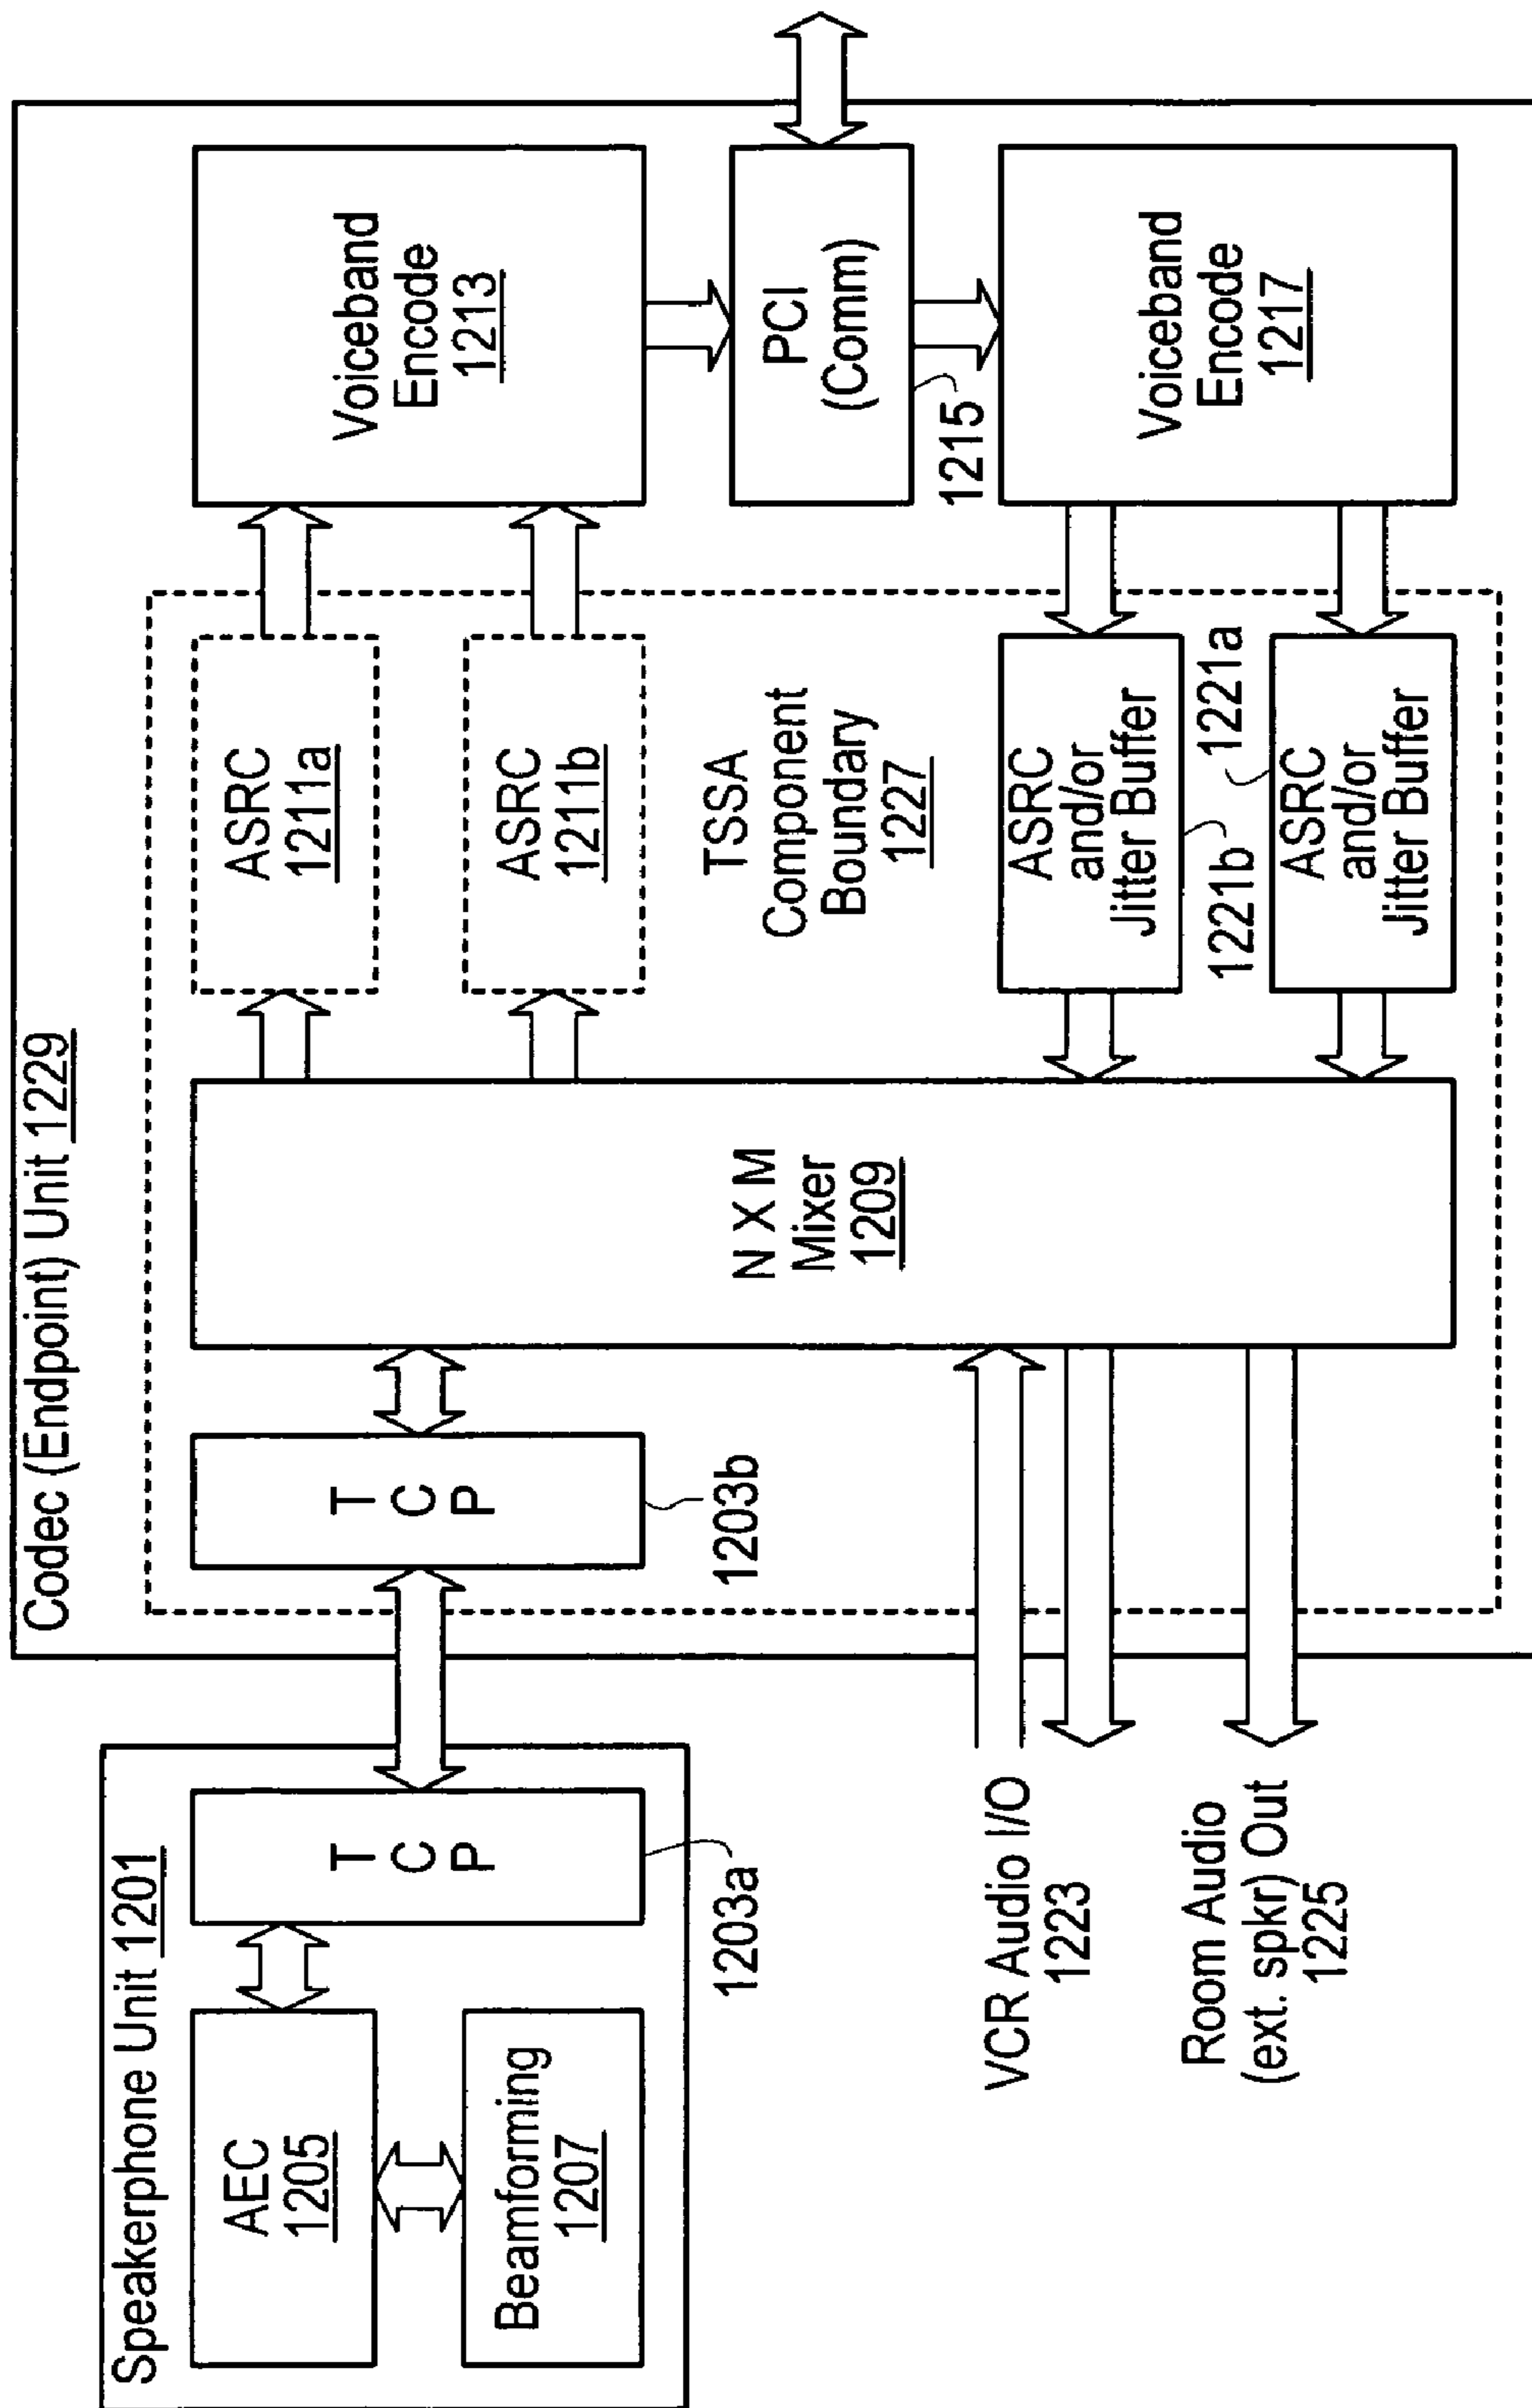 Speakerphone Unit 1201
AEC
1205
Beamforming
1207
T
C
P
1203a
Codec (Endpoint) Unit 1229
T
C
P
1203b
N X M
Mixer
1209
ASRC
1211a
ASRC
1211b
TSSA
Component
Boundary
1227
ASRC
and/or
Jitter Buffer
1221b
1221a
ASRC
and/or
Jitter Buffer
Voiceband
Encode
1213
PCI
(Comm)
1215
Voiceband
Encode
1217
VCR Audio I/O
1223
Room Audio
(ext. spkr) Out
1225